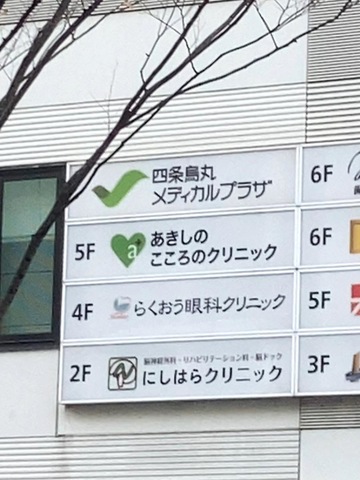 四条烏丸
メディカルプラザ
5F
a
あきしの
こころのクリニック
4F
らくおう眼科クリニック
2F
脳神経外科・リハビリテーション科・脳ドック
にしはらクリニック
6F
6F
5F
3F